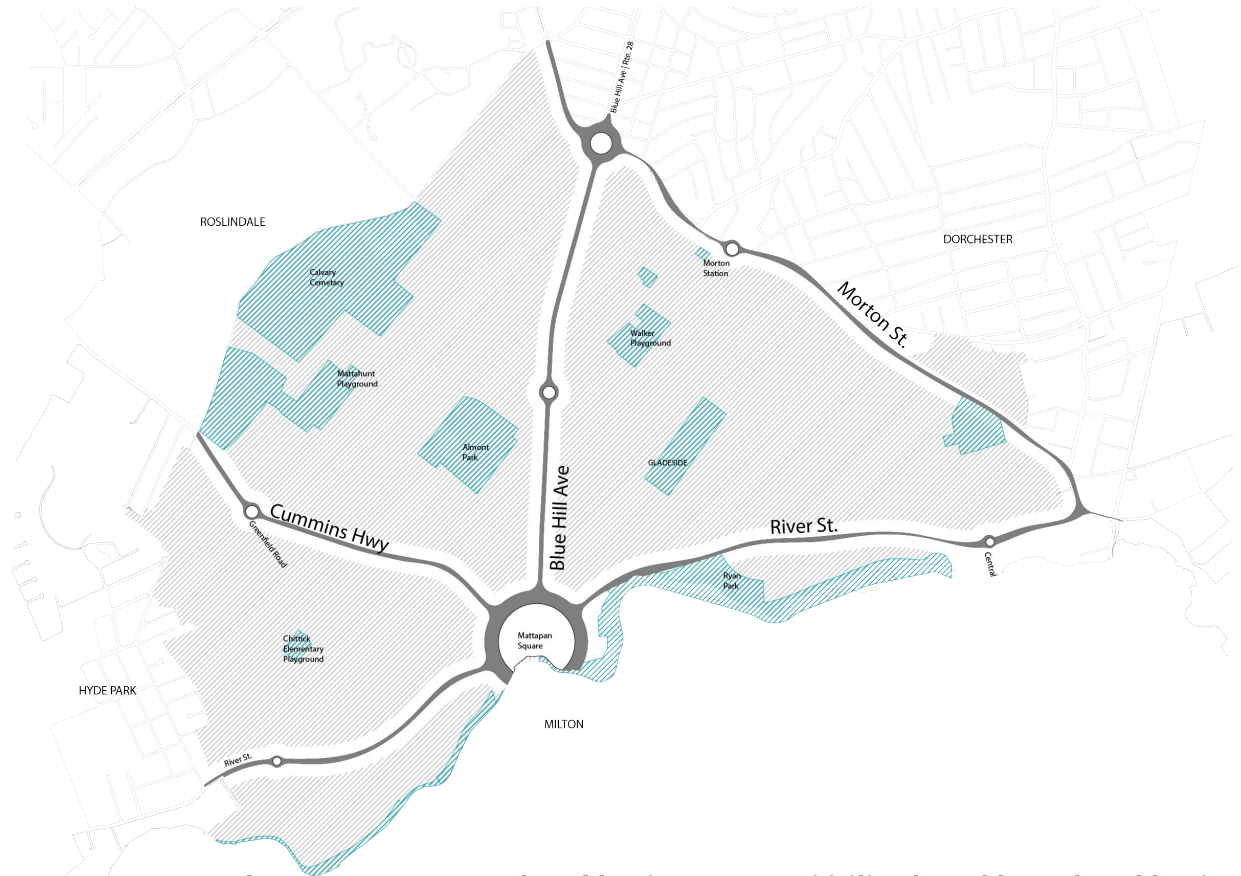 Blue Hill Ave | Rte. 28
ROSLINDALE
DORCHESTER
Morton
Station
Calvary
Cemetary
Morton St.
Walker
Playground
Mattahunt
Playground
Almont
Park
GLADESIDE
Blue Hill Ave
Cummins Hwy
Greenfield Road
River St.
Central
Ryan
Park
Mattapan
Square
Chittick
Elementary
Playground
HYDE PARK
MILTON
River St.